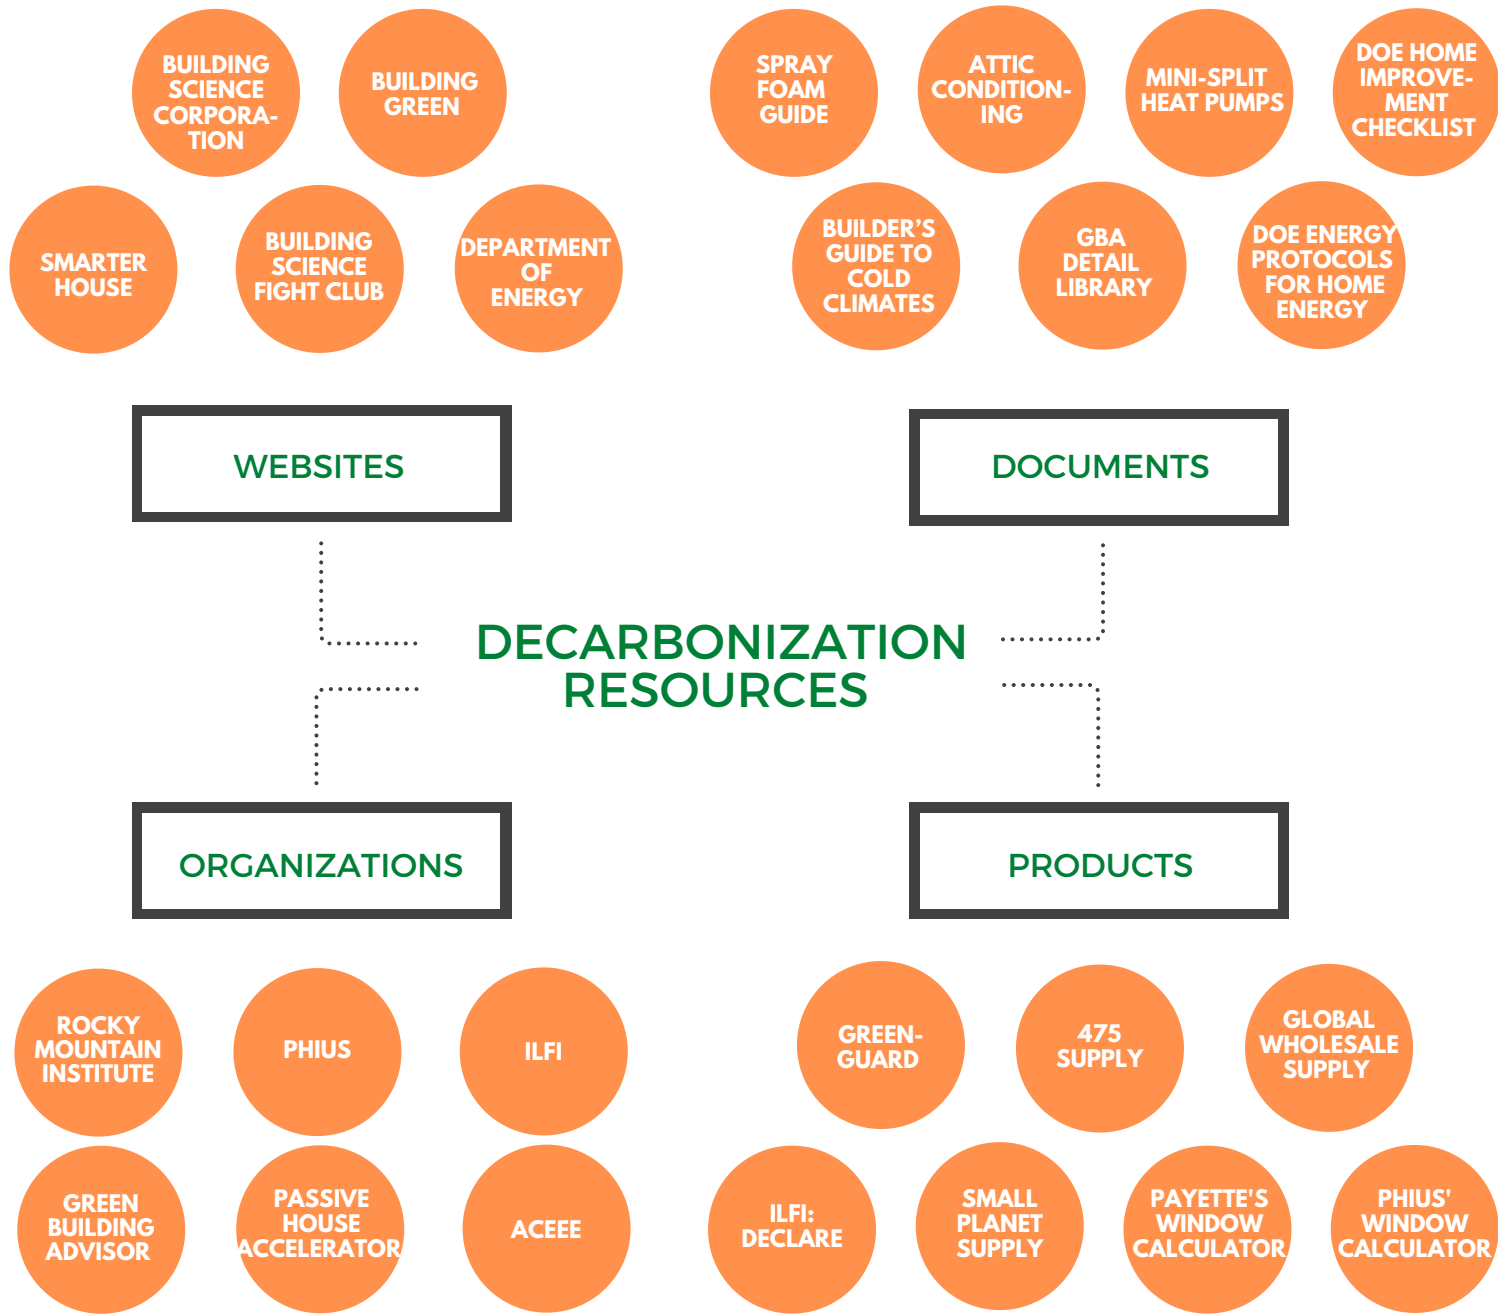 BUILDING
SCIENCE
CORPORA-
TION
BUILDING
GREEN
SMARTER
HOUSE
BUILDING
SCIENCE
FIGHT CLUB
DEPARTMENT
OF
ENERGY
SPRAY
FOAM
GUIDE
ATTIC
CONDITION-
ING
MINI-SPLIT
HEAT PUMPS
DOE HOME
IMPROVE-
MENT
CHECKLIST
BUILDER’S
GUIDE TO
COLD
CLIMATES
GBA
DETAIL
LIBRARY
DOE ENERGY
PROTOCOLS
FOR HOME
ENERGY
WEBSITES
DOCUMENTS
DECARBONIZATION
RESOURCES
ORGANIZATIONS
PRODUCTS
ROCKY
MOUNTAIN
INSTITUTE
PHIUS
ILFI
GREEN
BUILDING
ADVISOR
PASSIVE
HOUSE
ACCELERATOR
ACEEE
GREEN-
GUARD
475
SUPPLY
GLOBAL
WHOLESALE
SUPPLY
ILFI:
DECLARE
SMALL
PLANET
SUPPLY
PAYETTE'S
WINDOW
CALCULATOR
PHIUS'
WINDOW
CALCULATOR